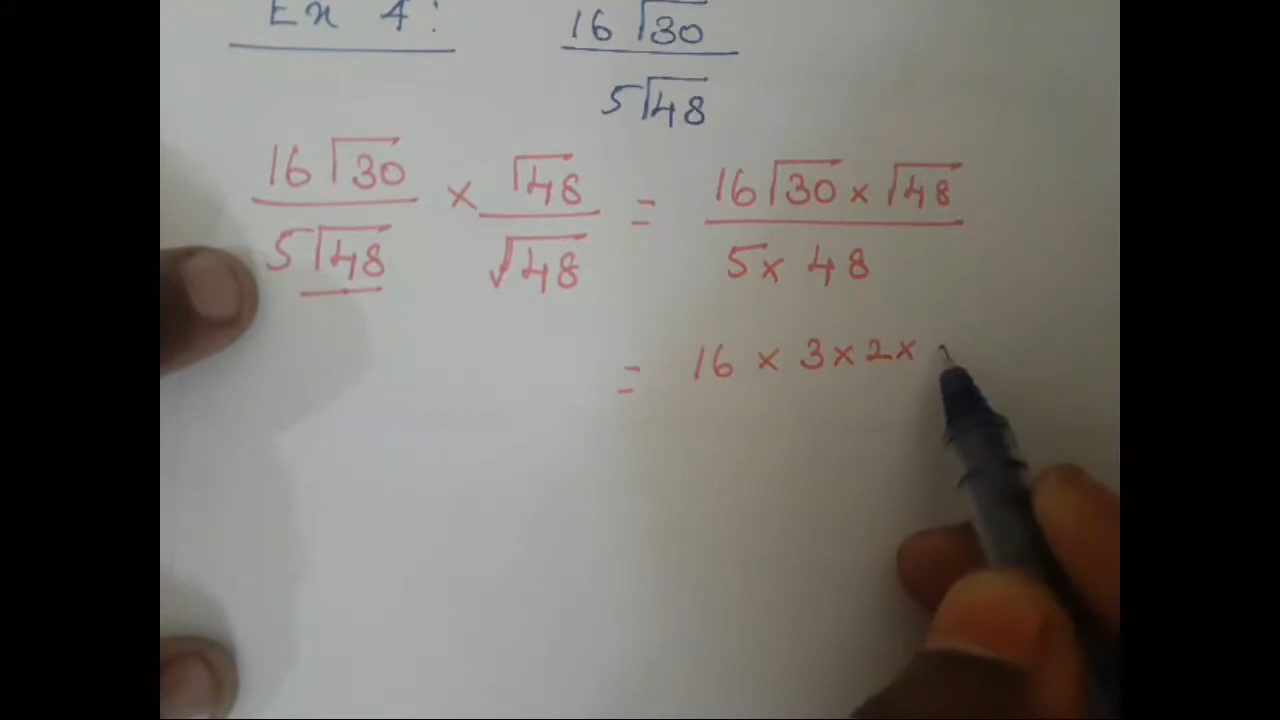 Ex 4: 16√30
5√48
16√30 / 5√48 × √48 / √48 = 16√30 × √48 / 5 × 48
= 16 × 3 × 2 ×